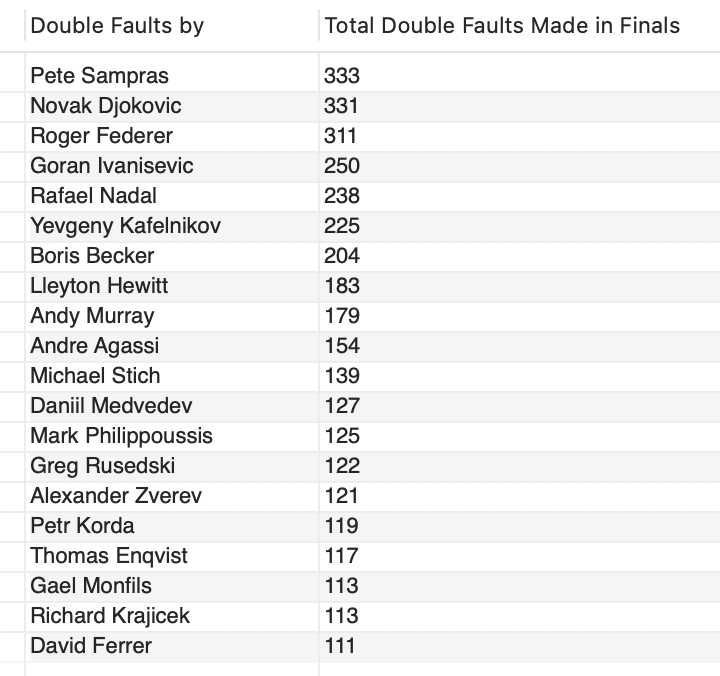 Double Faults by Total Double Faults Made in Finals
Pete Sampras 333
Novak Djokovic 331
Roger Federer 311
Goran Ivanisevic 250
Rafael Nadal 238
Yevgeny Kafelnikov 225
Boris Becker 204
Lleyton Hewitt 183
Andy Murray 179
Andre Agassi 154
Michael Stich 139
Daniil Medvedev 127
Mark Philippoussis 125
Greg Rusedski 122
Alexander Zverev 121
Petr Korda 119
Thomas Enqvist 117
Gael Monfils 113
Richard Krajicek 113
David Ferrer 111